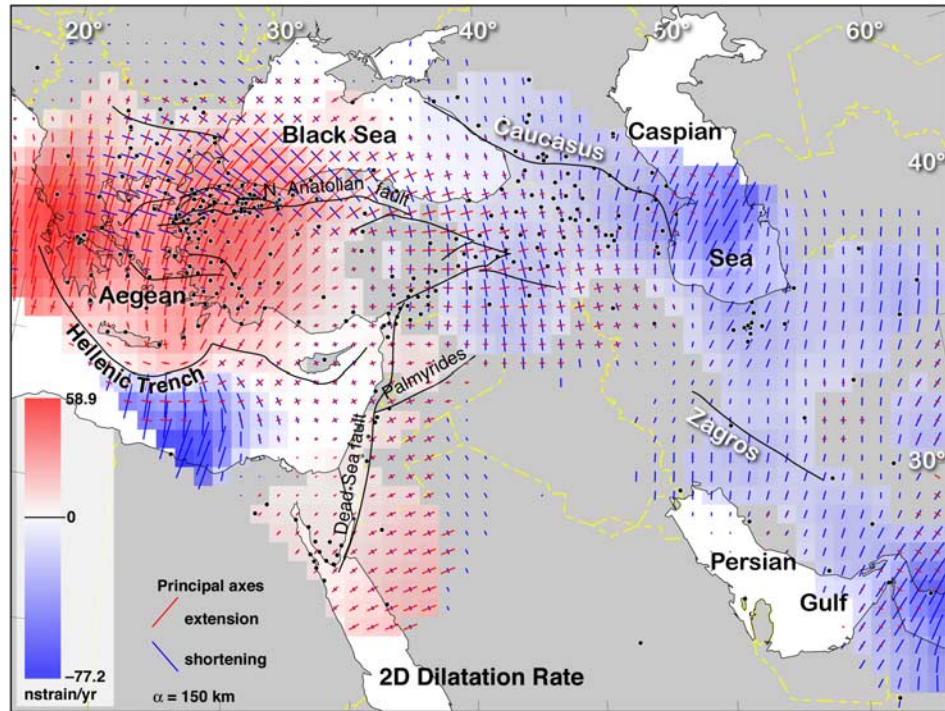 20°
30°
40°
50°
60°
Black Sea
Caucasus
Caspian
40°
N. Anatolian fault
Sea
Aegean
Hellenic Trench
Palmyrides
Dead Sea fault
Zagros
30°
58.9
0
-77.2
nstrain/yr
Principal axes
extension
shortening
α = 150 km
Persian
Gulf
2D Dilatation Rate